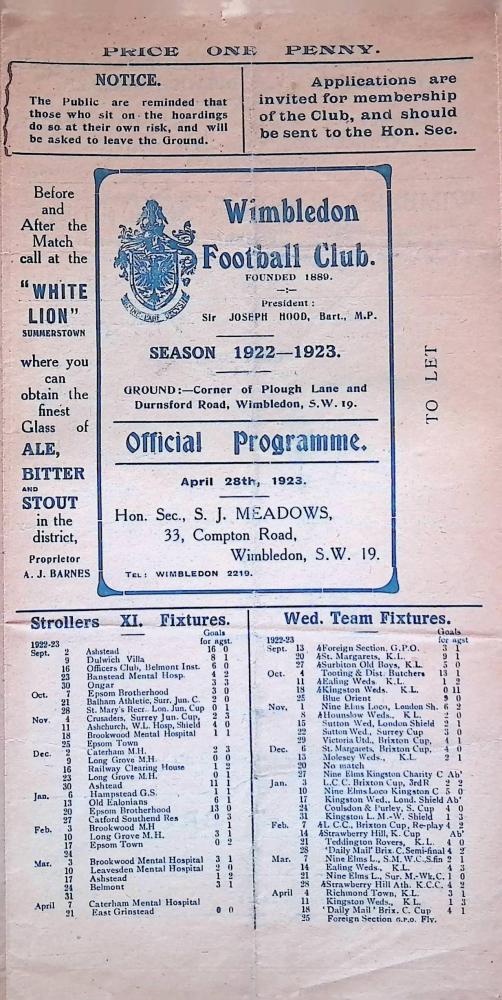 PRICE ONE PENNY.
NOTICE.
The Public are reminded that
those who sit on the hoardings
do so at their own risk, and will
be asked to leave the Ground.
Applications are
invited for membership
of the Club, and should
be sent to the Hon. Sec.
Before
and
After the
Match
call at the
"WHITE
LION"
SUMMERSTOWN
where you
can
obtain the
finest
Glass of
ALE,
BITTER
AND
STOUT
in the
district,
Proprietor
A. J. BARNES
Wimbledon
Football Club.
FOUNDED 1889.
President :
Sir JOSEPH HOOD, Bart., M.P.
SEASON 1922—1923.
GROUND:—Corner of Plough Lane and
Durnsford Road, Wimbledon, S.W. 19.
Official Programme.
April 28th, 1923.
Hon. Sec., S. J. MEADOWS,
33, Compton Road,
Wimbledon, S.W. 19.
TEL: WIMBLEDON 2219.
TO LET
Strollers XI. Fixtures.
Goals
1922-23 for agst.
Sept. 2 Ashstead 16 0
9 Dulwich Villa 8 1
16 Officers Club, Belmont Inst. 6 0
23 Banstead Mental Hosp. 4 2
30 Ongar 3 3
Oct. 7 Epsom Brotherhood 3 0
21 Balham Athletic, Surr. Jun. C. 2 0
28 St. Mary's Recr. Lon. Jun. Cup 0 1
Nov. 4 Crusaders, Surrey Jun. Cup, 2 3
11 Ashchurch, W.L. Hosp, Shield 4 0
18 Brookwood Mental Hospital 1 1
25 Epsom Town
Dec. 2 Caterham M.H. 2 3
9 Long Grove M.H. 0 0
16 Railway Clearing House 1 2
23 Long Grove M.H. 0 1
30 Ashtead 11 1
Jan. 6 Hampstead G.S. 1 1
13 Old Ealonians 6 1
20 Epsom Brotherhood 13 0
27 Catford Southend Res 0 3
Feb. 3 Brookwood M.H 1 1
10 Long Grove M.H. 3 1
17 Epsom Town 0 2
24
Mar. 3 Brookwood Mental Hospital 3 1
10 Leavesden Mental Hospital 2 0
17 Ashstead 1 2
24 Belmont 3 1
31
April 7 Caterham Mental Hospital
21 East Grinstead 0 0
Wed. Team Fixtures.
Goals
1922-23 for agst
Sept. 13 AForeign Section, G.P.O. 3 1
20 ASt. Margarets, K.L. 9 1
27 ASurbiton Old Boys, K.L. 5 0
Oct. 4 Tooting & Dist. Butchers 13 1
11 AEaling Weds. K.L. 1 2
18 AKingston Weds. K.L. 0 11
25 Blue Orient 9 0
Nov. 1 Nine Elms Loco, London Sh. 6 2
8 AHounslow Weds., K.L. 2 0
15 Sutton Wed, London Shield 2 1
22 Sutton Wed., Surrey Cup 3 0
29 Victoria Ltd., Brixton Cup, 4 1
Dec. 6 St. Margarets, Brixton Cup, 4 0
13 Molesey Weds., K.L. 2 1
20 No match
27 Nine Elms Kingston Charity C Ab'
Jan. 3 L.C.C. Brixton Cup, 3rdR 2 2
10 Nine Elms Loco Kingston C 5 0
17 Kingston Wed., Lond. Shield Ab'
24 Coulsdon & Purley, S. Cup 4 0
31 Kingston L. M.-W. Shield 1 3
Feb. 7 AL.C.C., Brixton Cup, Re-play 4 2
14 AStrawberry Hill, K. Cup Ab'
21 Teddington Rovers, K.L. 4 0
28 'Daily Mail' Brix. C. Semi-final 4 2
Mar. 7 Nine Elms L., S.M.W.C,S.fin 2 1
14 Ealing Weds., K.L. 4 3
21 Nine Elms L., Sur. M.-Wk.C. 1 0
28 AStrawberry Hill Ath. K.C.C. 4 2
April 4 Richmond Town, K.L. 3 1
11 Kingston Weds., K L 1 3
18 'Daily Mail' Brix. C. Cup 4 1
25 Foreign Section G.P.O. Flv.